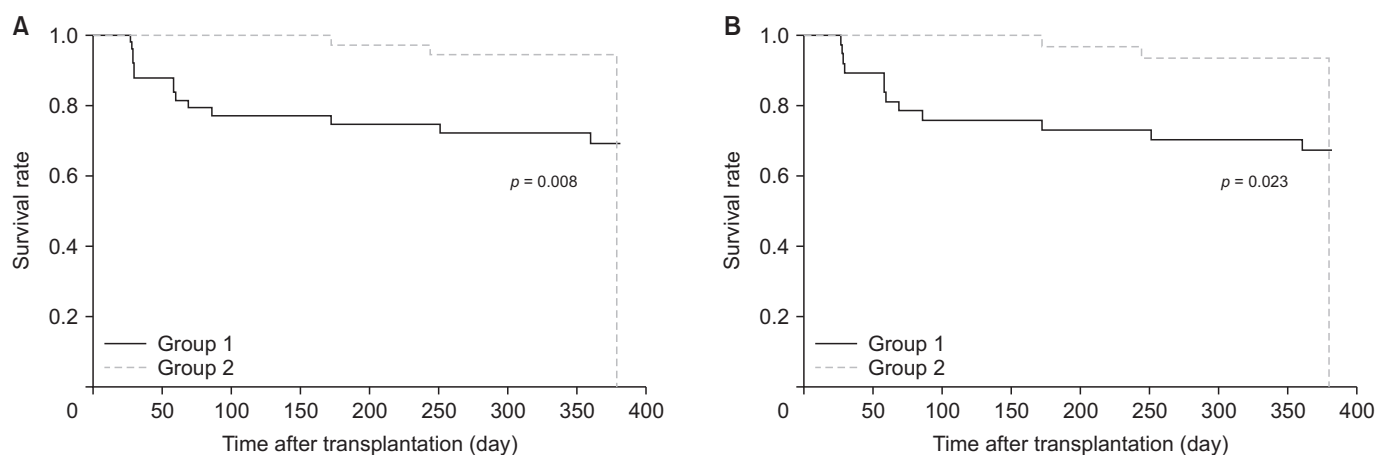 A
1.0
0.8
0.6
0.4
0.2
Survival rate
p = 0.008
Group 1
Group 2
0 50 100 150 200 250 300 350 400
Time after transplantation (day)
B
1.0
0.8
0.6
0.4
0.2
Survival rate
p = 0.023
Group 1
Group 2
0 50 100 150 200 250 300 350 400
Time after transplantation (day)